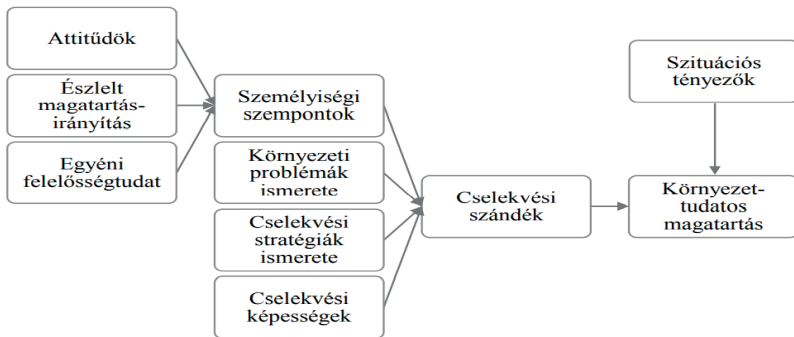 Attitűdök
Észlelt
magatartás-
irányítás
Egyéni
felelősségtudat
Személyiségi
szempontok
Környezeti
problémák
ismerete
Cselekvési
stratégiák
ismerete
Cselekvési
képességek
Cselekvési
szándék
Szituációs
tényezők
Környezet-
tudatos
magatartás